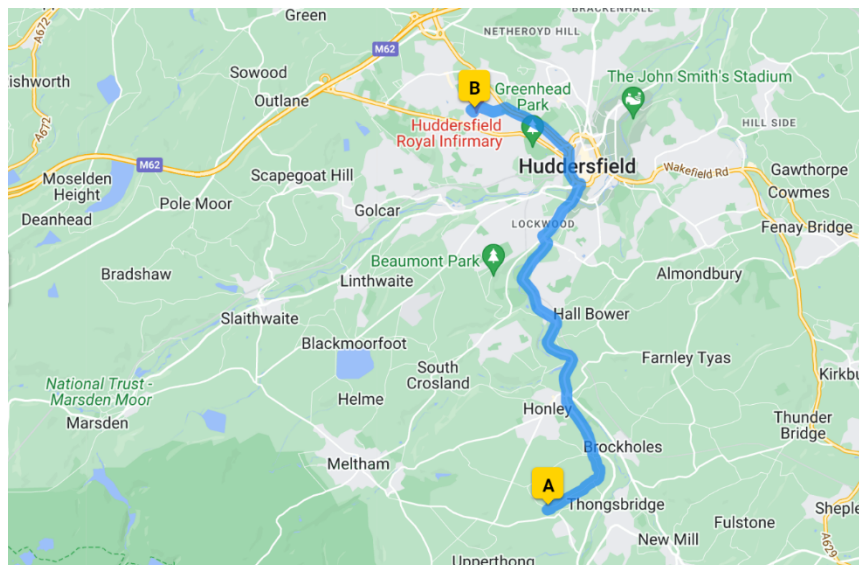 A672
Green
BRACKENHALL
NETHEROYD HILL
M62
Sowood
ishworth
Greenhead
Park
The John Smith's Stadium
B
Outlane
A672
Huddersfield
Royal Infirmary
HILL SIDE
M62
Huddersfield
Wakefield Rd
Gawthorpe
Moselden
Height
Scapegoat Hill
Cowmes
Pole Moor
Golcar
Deanhead
LOCKWOOD
Fenay Bridge
Beaumont Park
Bradshaw
Linthwaite
Almondbury
Slaithwaite
Hall Bower
Blackmoorfoot
Farnley Tyas
South
Crosland
Kirkbu
National Trust -
Marsden Moor
Helme
Honley
Marsden
Thunder
Bridge
Brockholes
Meltham
A
Thongsbridge
Sheple
Fulstone
New Mill
A629
Upperthong